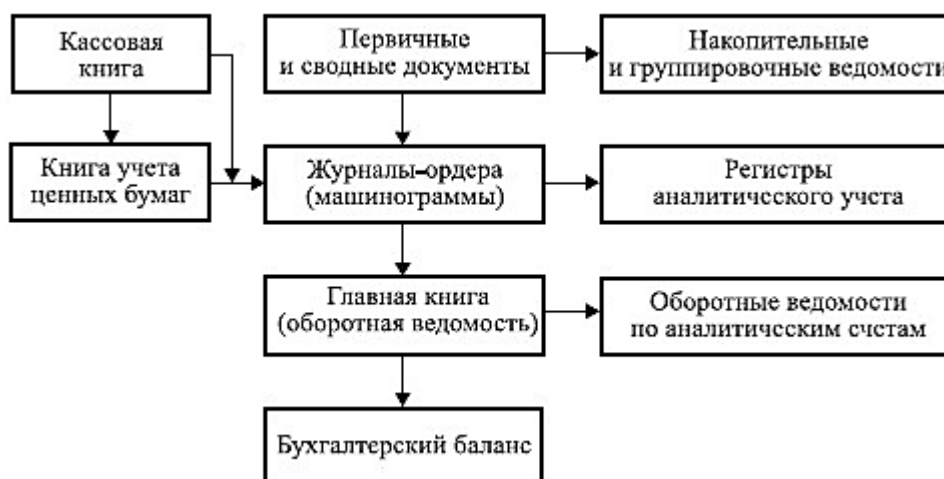 Кассовая
книга
Первичные
и сводные документы
Накопительные
и группировочные ведомости
Книга учета
ценных бумаг
Журналы-ордера
(машинограммы)
Регистры
аналитического учета
Главная книга
(оборотная ведомость)
Оборотные ведомости
по аналитическим счетам
Бухгалтерский баланс